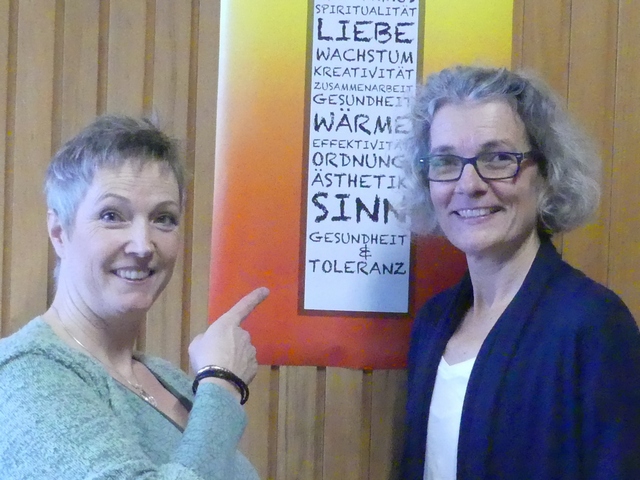 SPIRITUALITÄT
LIEBE
WACHSTUM
KREATIVITÄT
ZUSAMMENARBEIT
GESUNDHEIT
WÄRME
EFFEKTIVITÄT
ORDNUNG
ÄSTHETIK
SINN
GESUNDHEIT
&
TOLERANZ